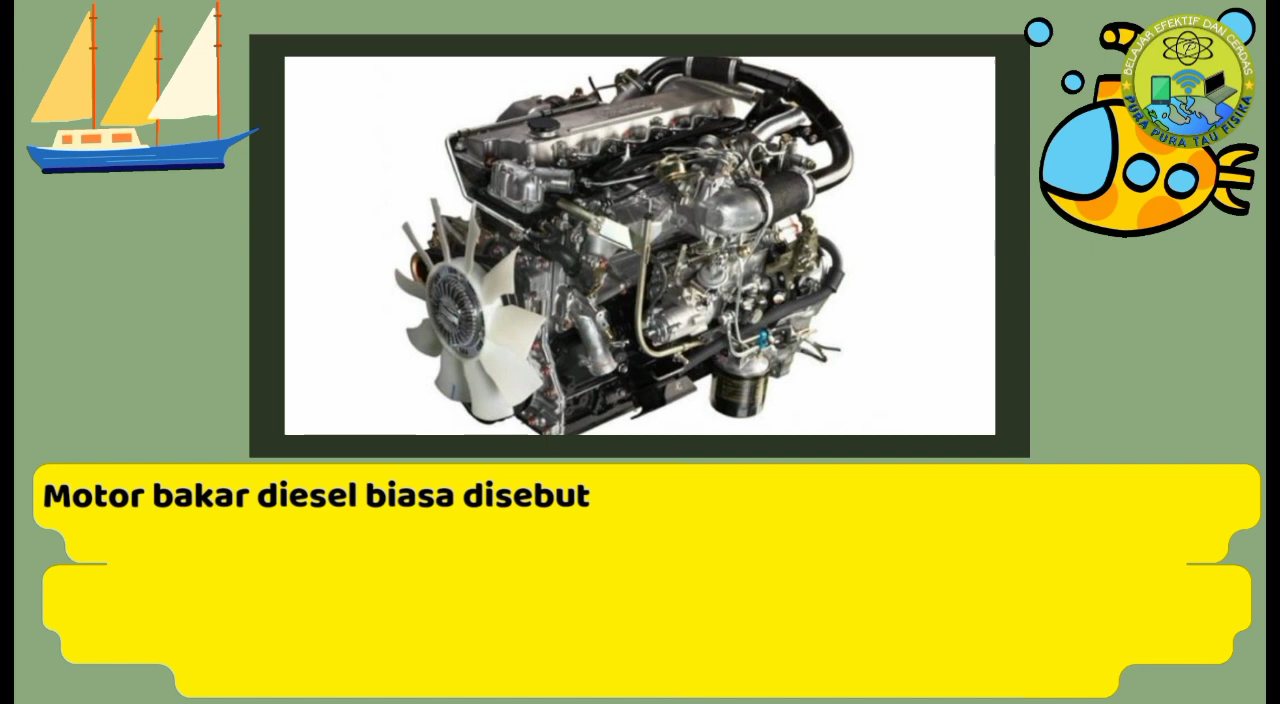 BELAJAR EFEKTIF DAN CERDAS
PURA PURA TAU FISIKA
Motor bakar diesel biasa disebut